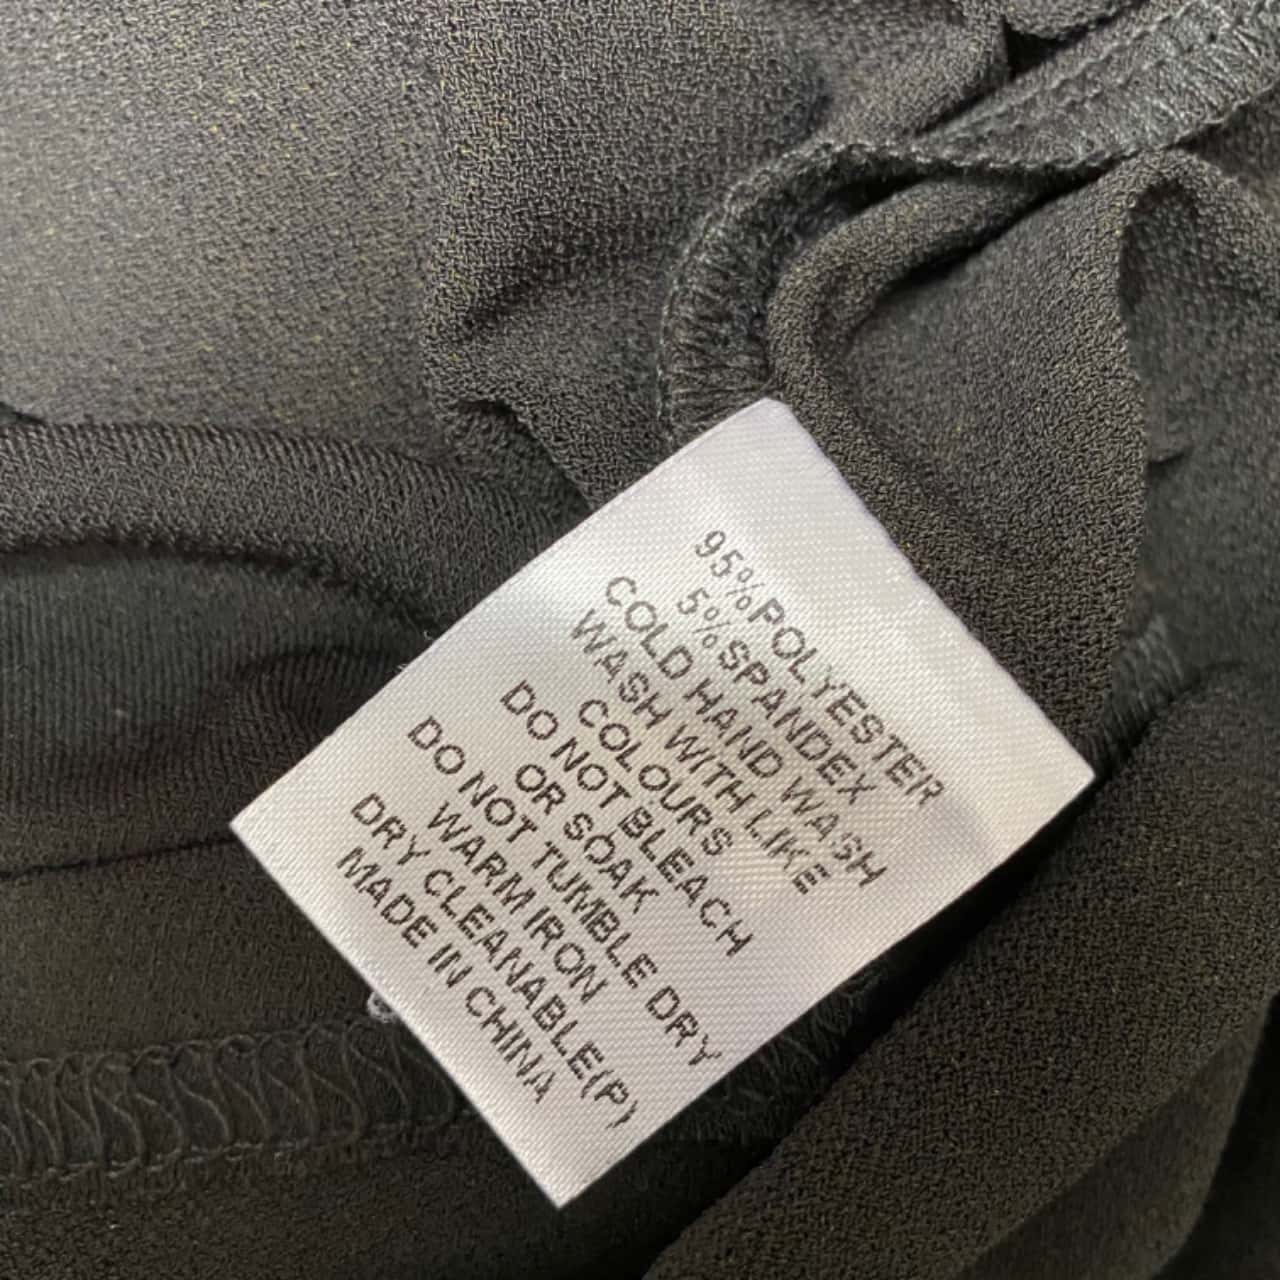 95%POLYESTER
5%SPANDEX
COLD HAND WASH
WASH WITH LIKE
COLOURS
DO NOT BLEACH
OR SOAK
DO NOT TUMBLE DRY
WARM IRON
DRY CLEANABLE(P)
MADE IN CHINA